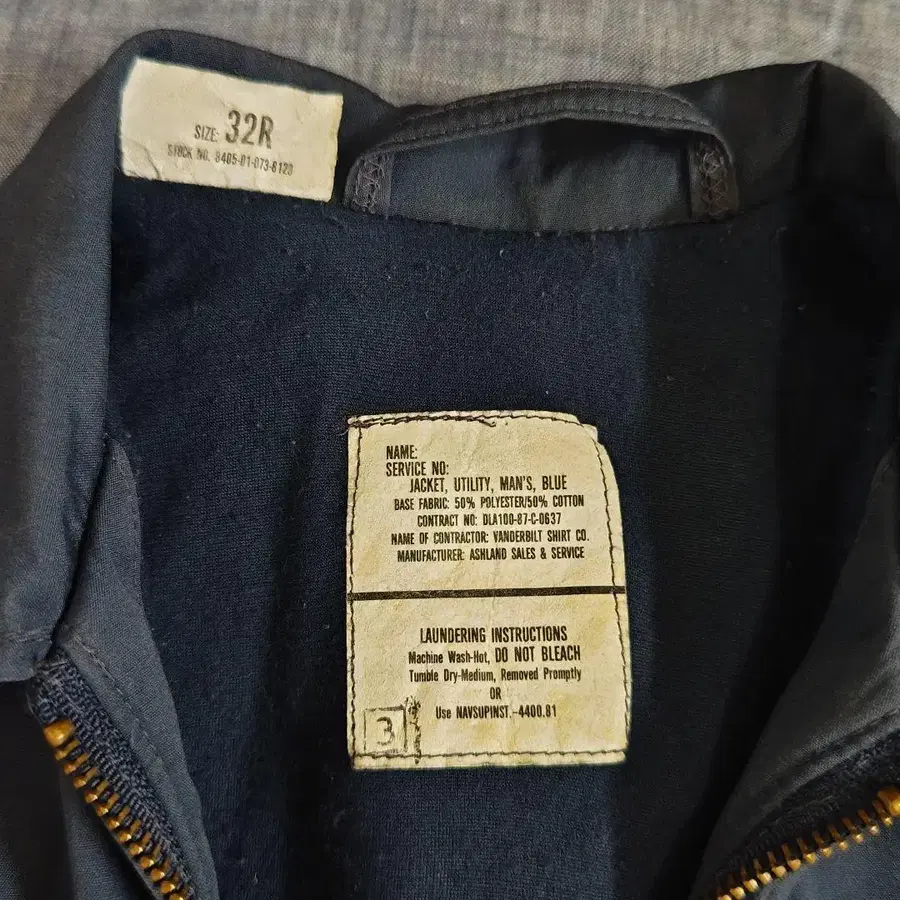 SIZE: 32R
STOCK NO. 8405-01-073-8120
NAME:
SERVICE NO:
JACKET, UTILITY, MAN'S, BLUE
BASE FABRIC: 50% POLYESTER/50% COTTON
CONTRACT NO: DLA100-87-C-0637
NAME OF CONTRACTOR: VANDERBILT SHIRT CO.
MANUFACTURER: ASHLAND SALES & SERVICE
LAUNDERING INSTRUCTIONS
Machine Wash-Hot, DO NOT BLEACH
Tumble Dry-Medium, Removed Promptly
OR
Use NAVSUPINST.-4400.81
3